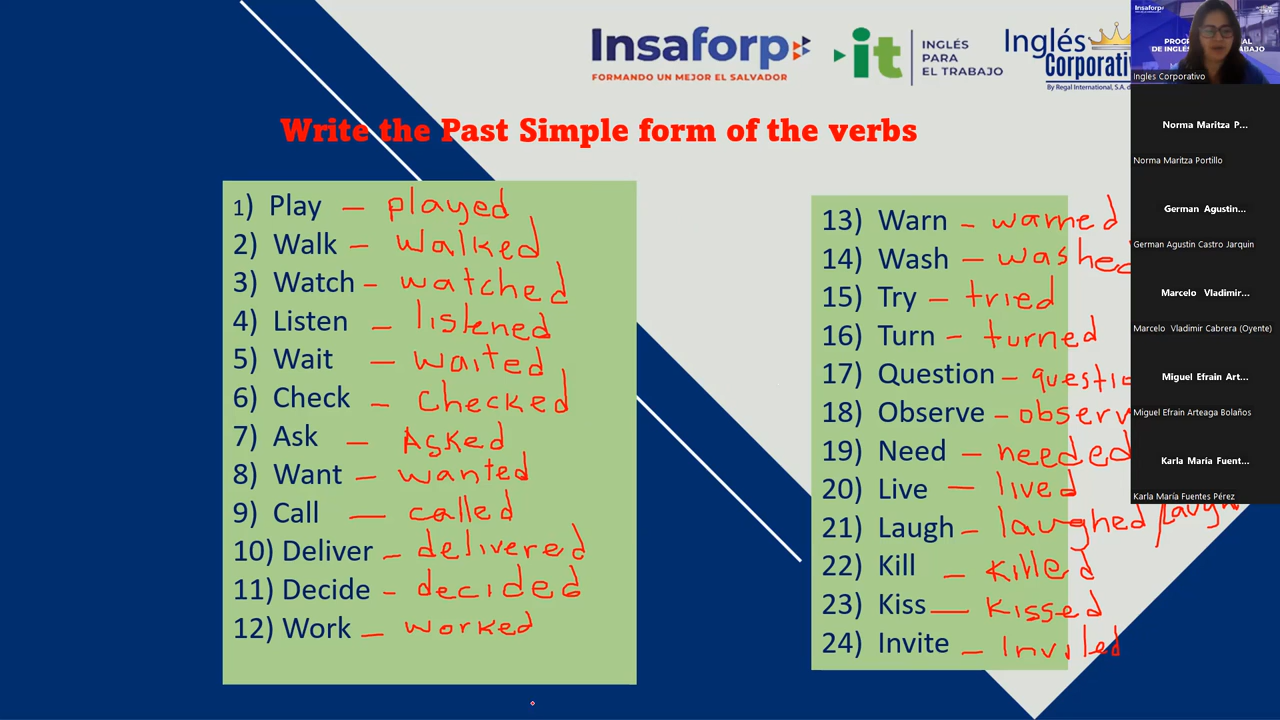 Insaforp
FORMANDO UN MEJOR EL SALVADOR
it
INGLÉS
PARA
EL TRABAJO
Inglés
Corporativ
By Regal International, S.A. d
Write the Past Simple form of the verbs
1) Play – played
2) Walk – walked
3) Watch – watched
4) Listen – listened
5) Wait – waited
6) Check – checked
7) Ask – Asked
8) Want – wanted
9) Call – called
10) Deliver – delivered
11) Decide – decided
12) Work – worked
13) Warn – warned
14) Wash – washed
15) Try – tried
16) Turn – turned
17) Question – questio
18) Observe – observ
19) Need – needed
20) Live – lived
21) Laugh – laughed /
22) Kill – killed
23) Kiss – kissed
24) Invite – Invited
Insaforp
Ingles Corporativo
Norma Maritza P...
Norma Maritza Portillo
German Agustin...
German Agustin Castro Jarquin
Marcelo Vladimir...
Marcelo Vladimir Cabrera (Oyente)
Miguel Efrain Art...
Miguel Efrain Arteaga Bolaños
Karla María Fuent...
Karla María Fuentes Pérez